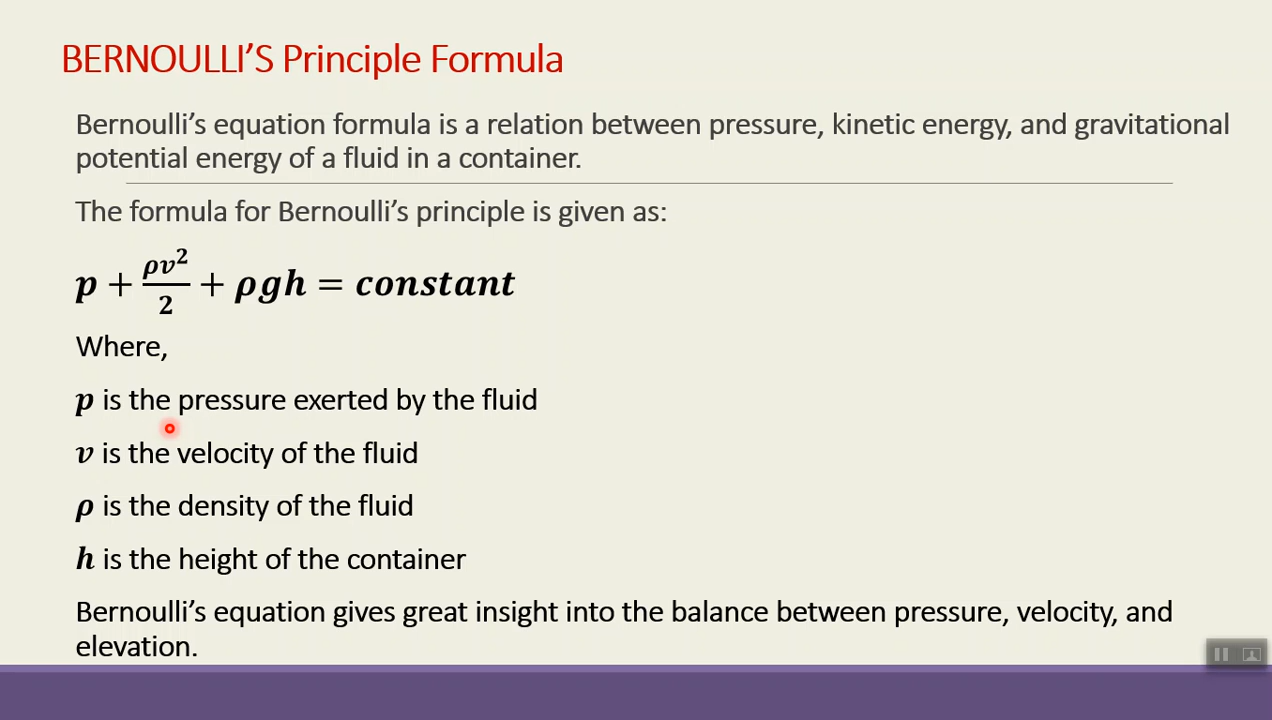 BERNOULLI’S Principle Formula
Bernoulli’s equation formula is a relation between pressure, kinetic energy, and gravitational
potential energy of a fluid in a container.
The formula for Bernoulli’s principle is given as:
p + ρv²/2 + ρgh = constant
Where,
p is the pressure exerted by the fluid
v is the velocity of the fluid
ρ is the density of the fluid
h is the height of the container
Bernoulli’s equation gives great insight into the balance between pressure, velocity, and
elevation.